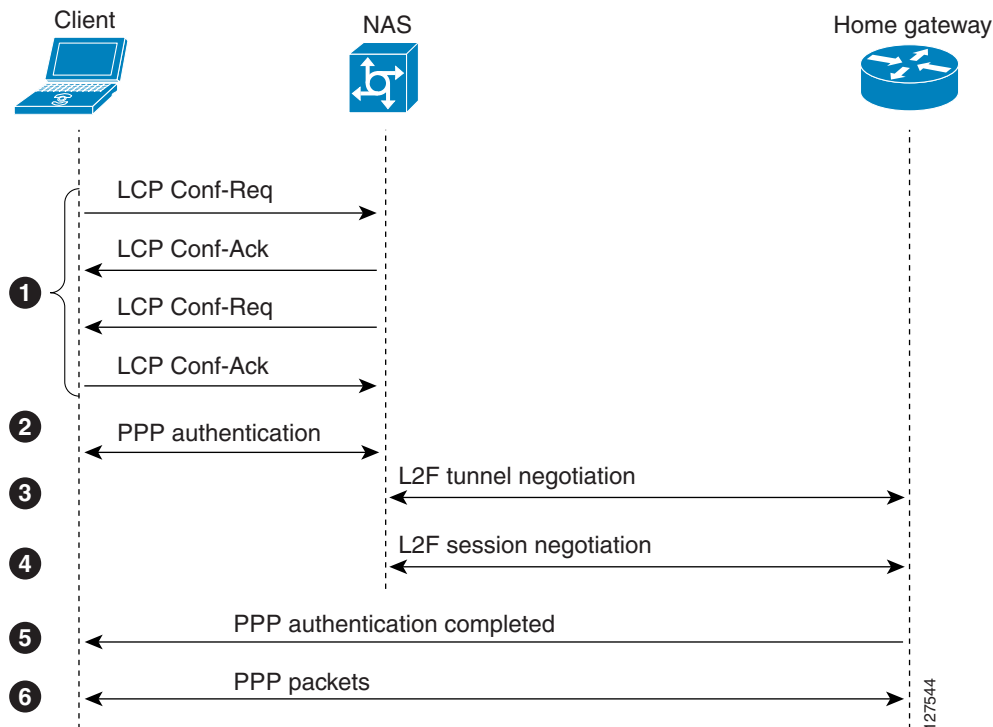 Client
NAS
Home gateway
LCP Conf-Req
LCP Conf-Ack
1
LCP Conf-Req
LCP Conf-Ack
2
PPP authentication
L2F tunnel negotiation
3
L2F session negotiation
4
PPP authentication completed
5
PPP packets
6
127544